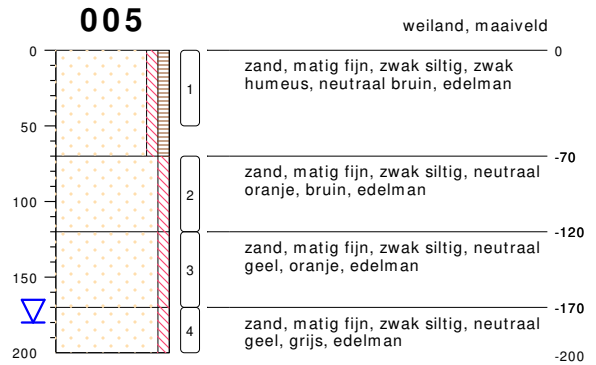 005
weiland, maaiveld
0
0
zand, matig fijn, zwak siltig, zwak
humeus, neutraal bruin, edelman
1
50
-70
zand, matig fijn, zwak siltig, neutraal
oranje, bruin, edelman
2
100
-120
zand, matig fijn, zwak siltig, neutraal
geel, oranje, edelman
3
150
-170
zand, matig fijn, zwak siltig, neutraal
geel, grijs, edelman
4
200
-200